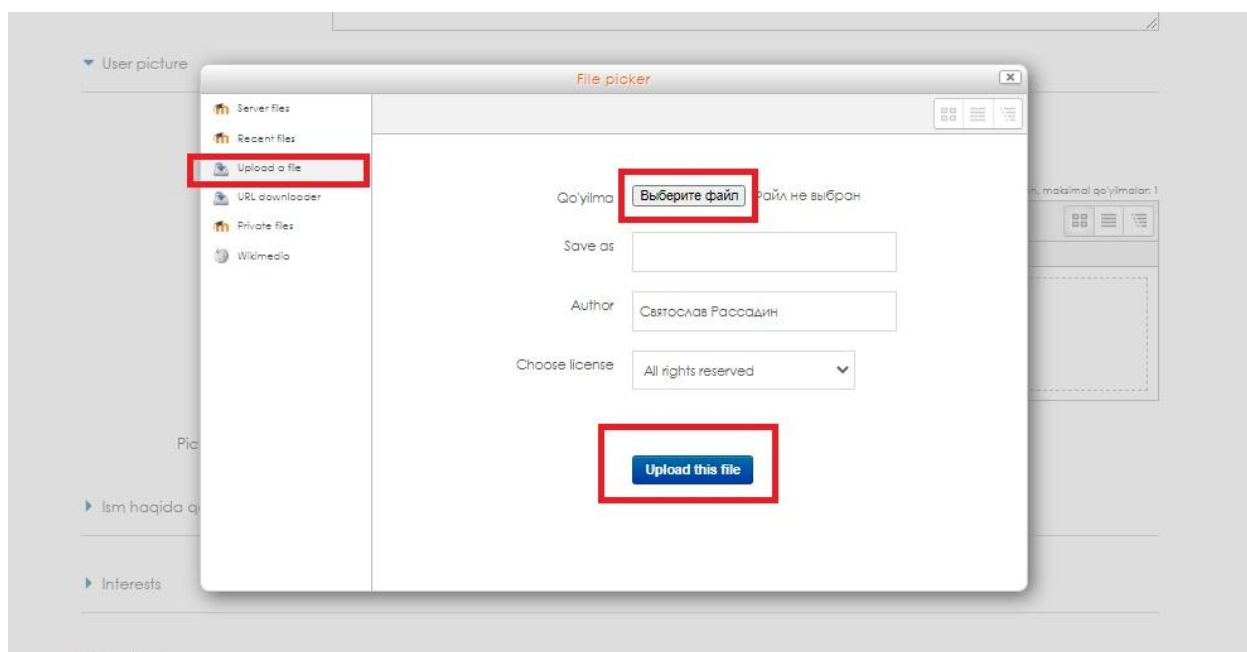 User picture
File picker
Server files
Recent files
Upload a file
URL downloader
Private files
Wikimedia
Qo'yilma
Выберите файл
Файл не выбран
Save as
Author
Святослав Рассадин
Choose license
All rights reserved
Upload this file
maksimal qo'yilmalar: 1
Pic
Ism haqida q
Interests